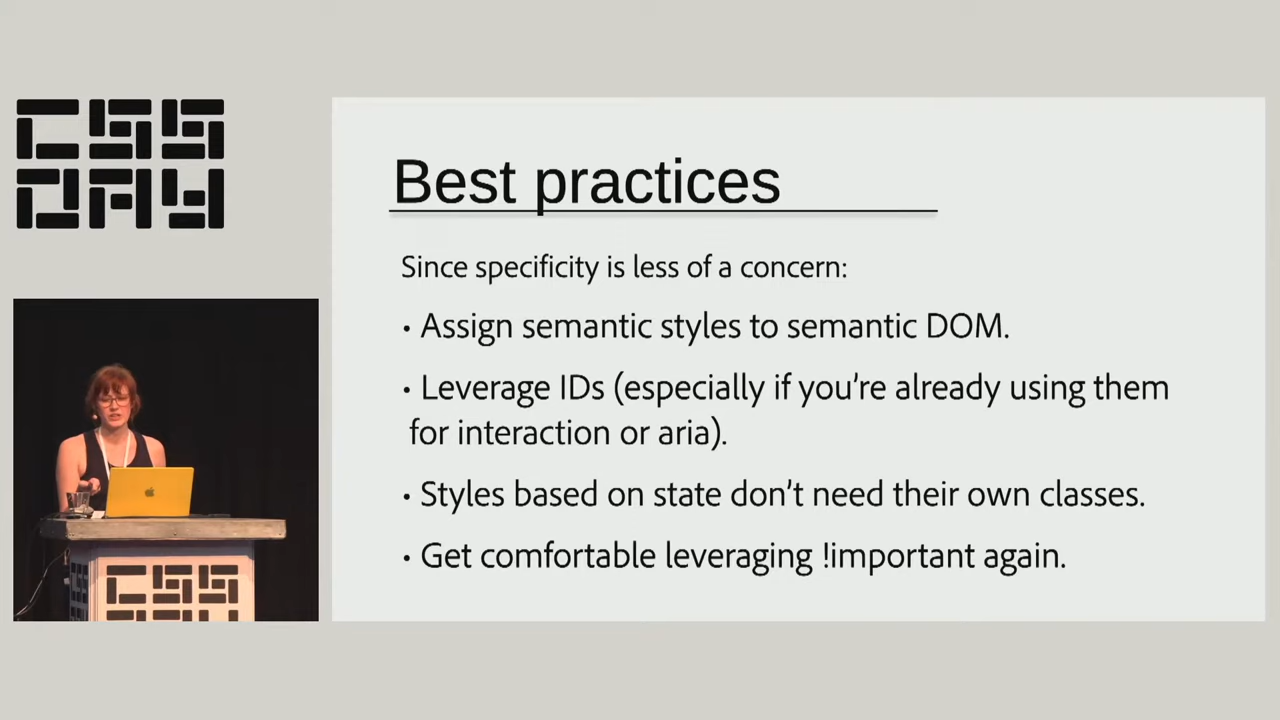 CSS
DAY
Best practices
Since specificity is less of a concern:
• Assign semantic styles to semantic DOM.
• Leverage IDs (especially if you're already using them
for interaction or aria).
• Styles based on state don't need their own classes.
• Get comfortable leveraging !important again.
CSS